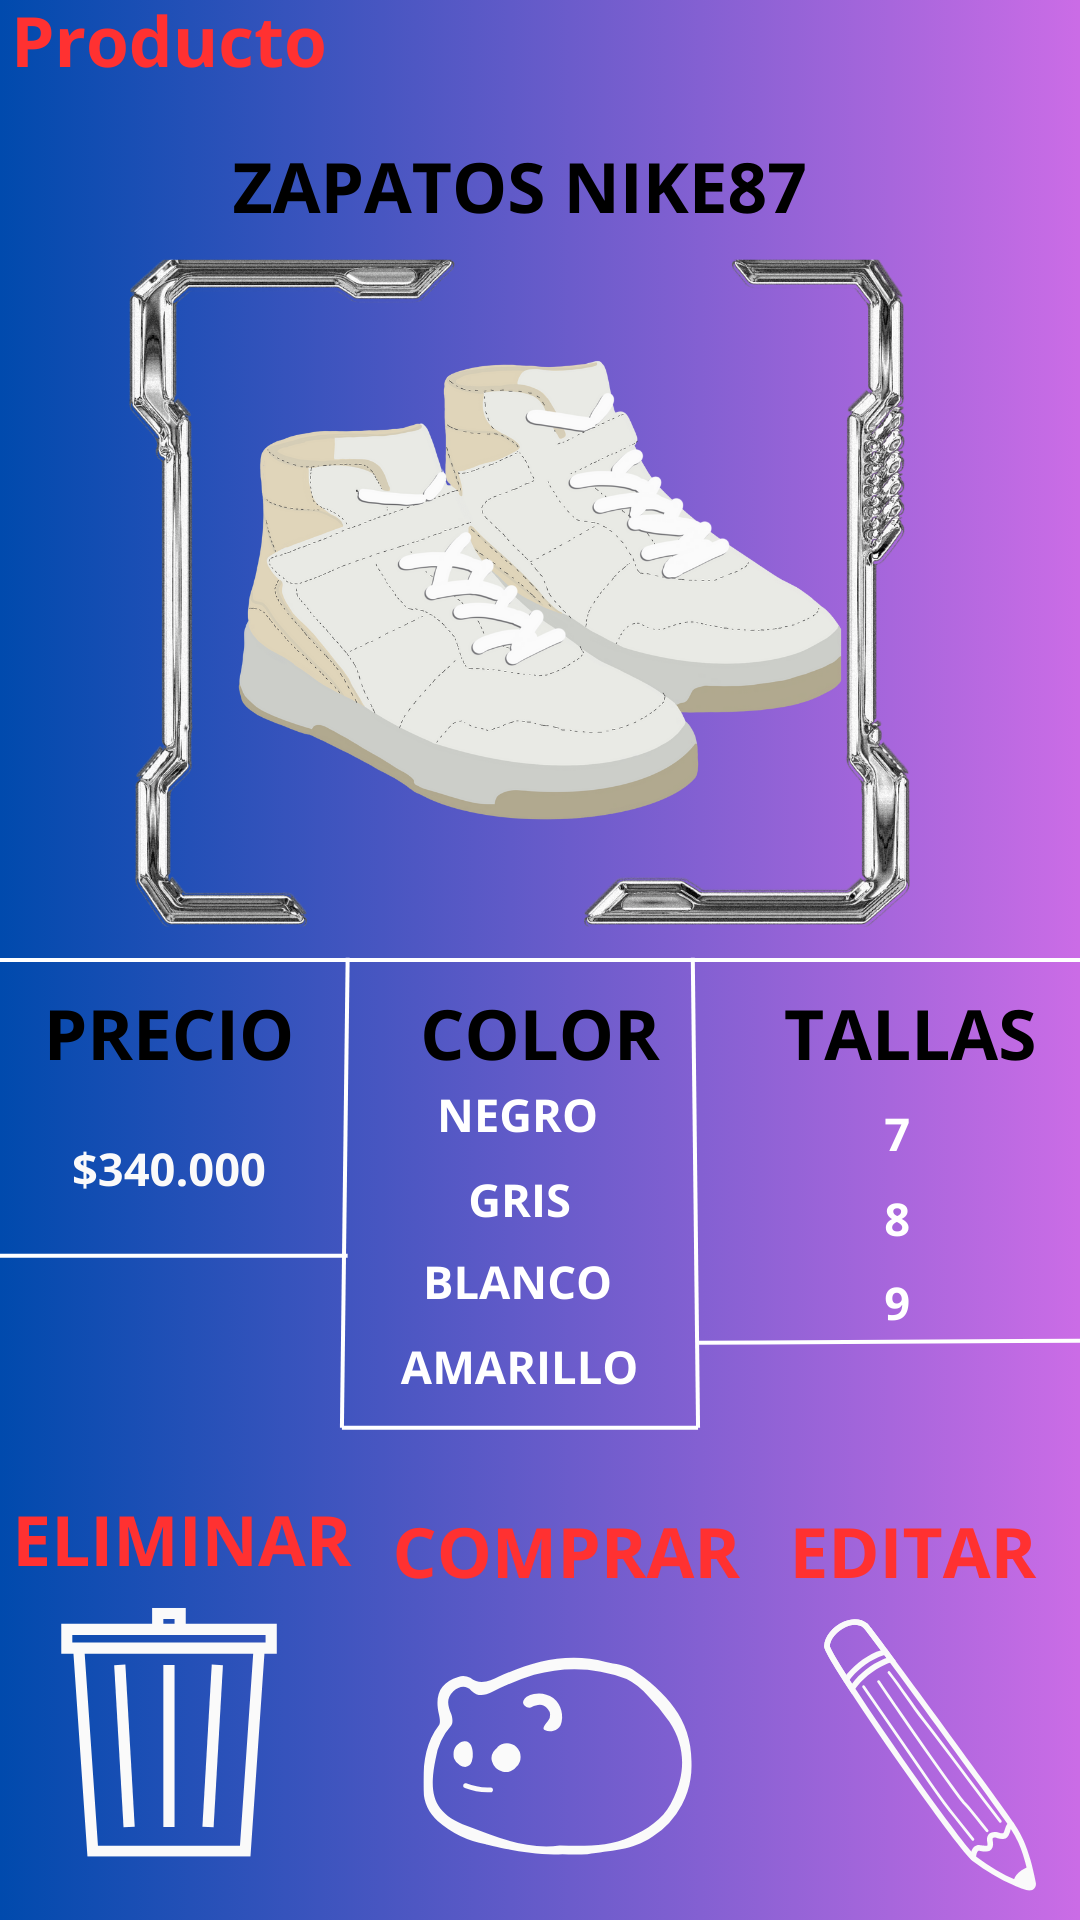 Producto
ZAPATOS NIKE87
PRECIO
$340.000
COLOR
NEGRO
GRIS
BLANCO
AMARILLO
TALLAS
7
8
9
ELIMINAR
COMPRAR
EDITAR